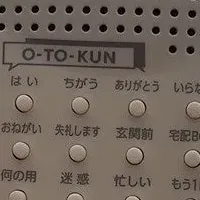 O-TO-KUN
はい ちがう ありがとう いらな
おねがい 失礼します 玄関前 宅配Bo
何の用 迷惑 忙しい もう1